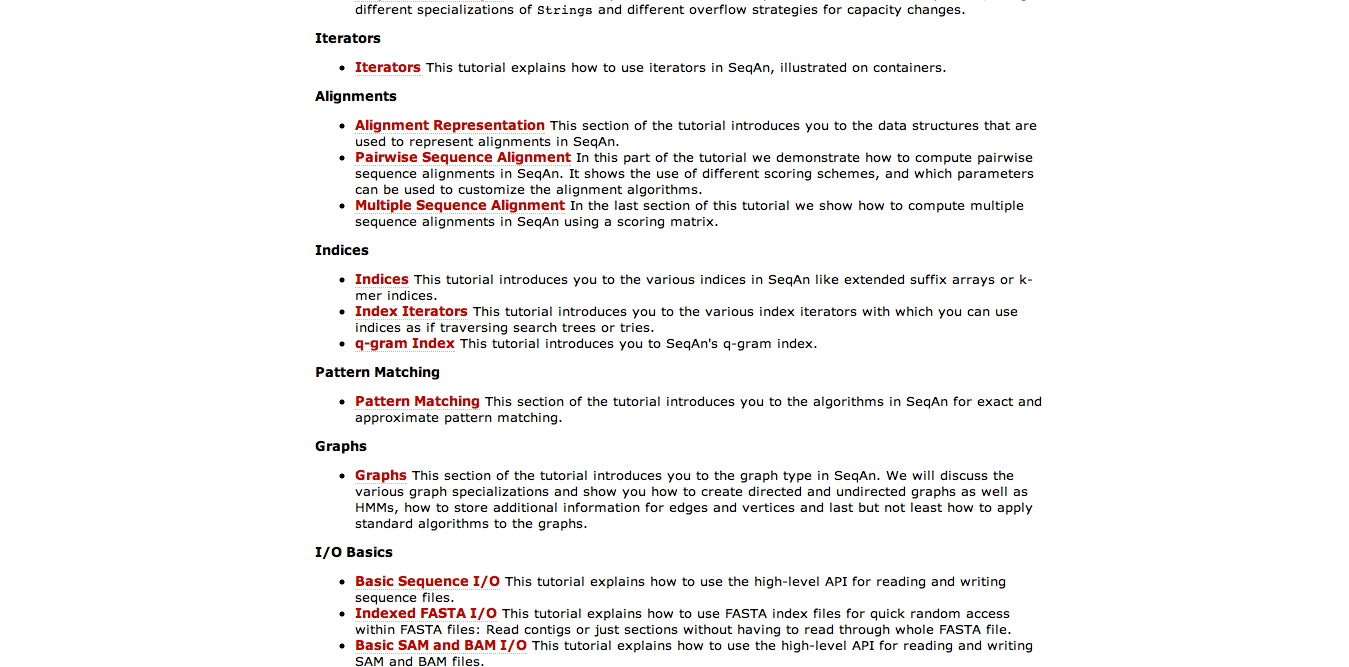 different specializations of Strings and different overflow strategies for capacity changes.
Iterators
• Iterators This tutorial explains how to use iterators in SeqAn, illustrated on containers.
Alignments
• Alignment Representation This section of the tutorial introduces you to the data structures that are
used to represent alignments in SeqAn.
• Pairwise Sequence Alignment In this part of the tutorial we demonstrate how to compute pairwise
sequence alignments in SeqAn. It shows the use of different scoring schemes, and which parameters
can be used to customize the alignment algorithms.
• Multiple Sequence Alignment In the last section of this tutorial we show how to compute multiple
sequence alignments in SeqAn using a scoring matrix.
Indices
• Indices This tutorial introduces you to the various indices in SeqAn like extended suffix arrays or k-
mer indices.
• Index Iterators This tutorial introduces you to the various index iterators with which you can use
indices as if traversing search trees or tries.
• q-gram Index This tutorial introduces you to SeqAn's q-gram index.
Pattern Matching
• Pattern Matching This section of the tutorial introduces you to the algorithms in SeqAn for exact and
approximate pattern matching.
Graphs
• Graphs This section of the tutorial introduces you to the graph type in SeqAn. We will discuss the
various graph specializations and show you how to create directed and undirected graphs as well as
HMMs, how to store additional information for edges and vertices and last but not least how to apply
standard algorithms to the graphs.
I/O Basics
• Basic Sequence I/O This tutorial explains how to use the high-level API for reading and writing
sequence files.
• Indexed FASTA I/O This tutorial explains how to use FASTA index files for quick random access
within FASTA files: Read contigs or just sections without having to read through whole FASTA file.
• Basic SAM and BAM I/O This tutorial explains how to use the high-level API for reading and writing
SAM and BAM files.